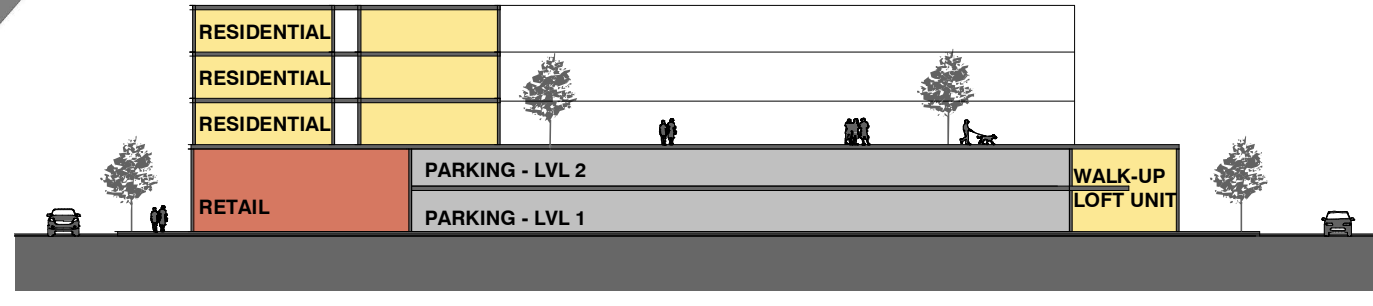 RESIDENTIAL
RESIDENTIAL
RESIDENTIAL
PARKING - LVL 2
WALK-UP
LOFT UNIT
RETAIL
PARKING - LVL 1